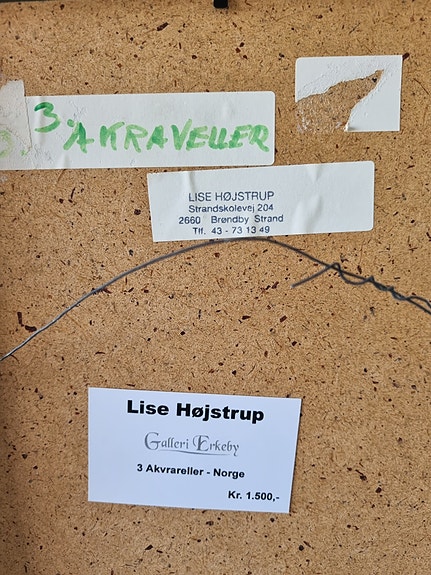 3 AKRAVELLER
LISE HØJSTRUP
Strandskolevej 204
2660 Brøndby Strand
Tlf. 43 - 73 13 49
Lise Højstrup
Galleri Erkeby
3 Akvrareller - Norge
Kr. 1.500,-